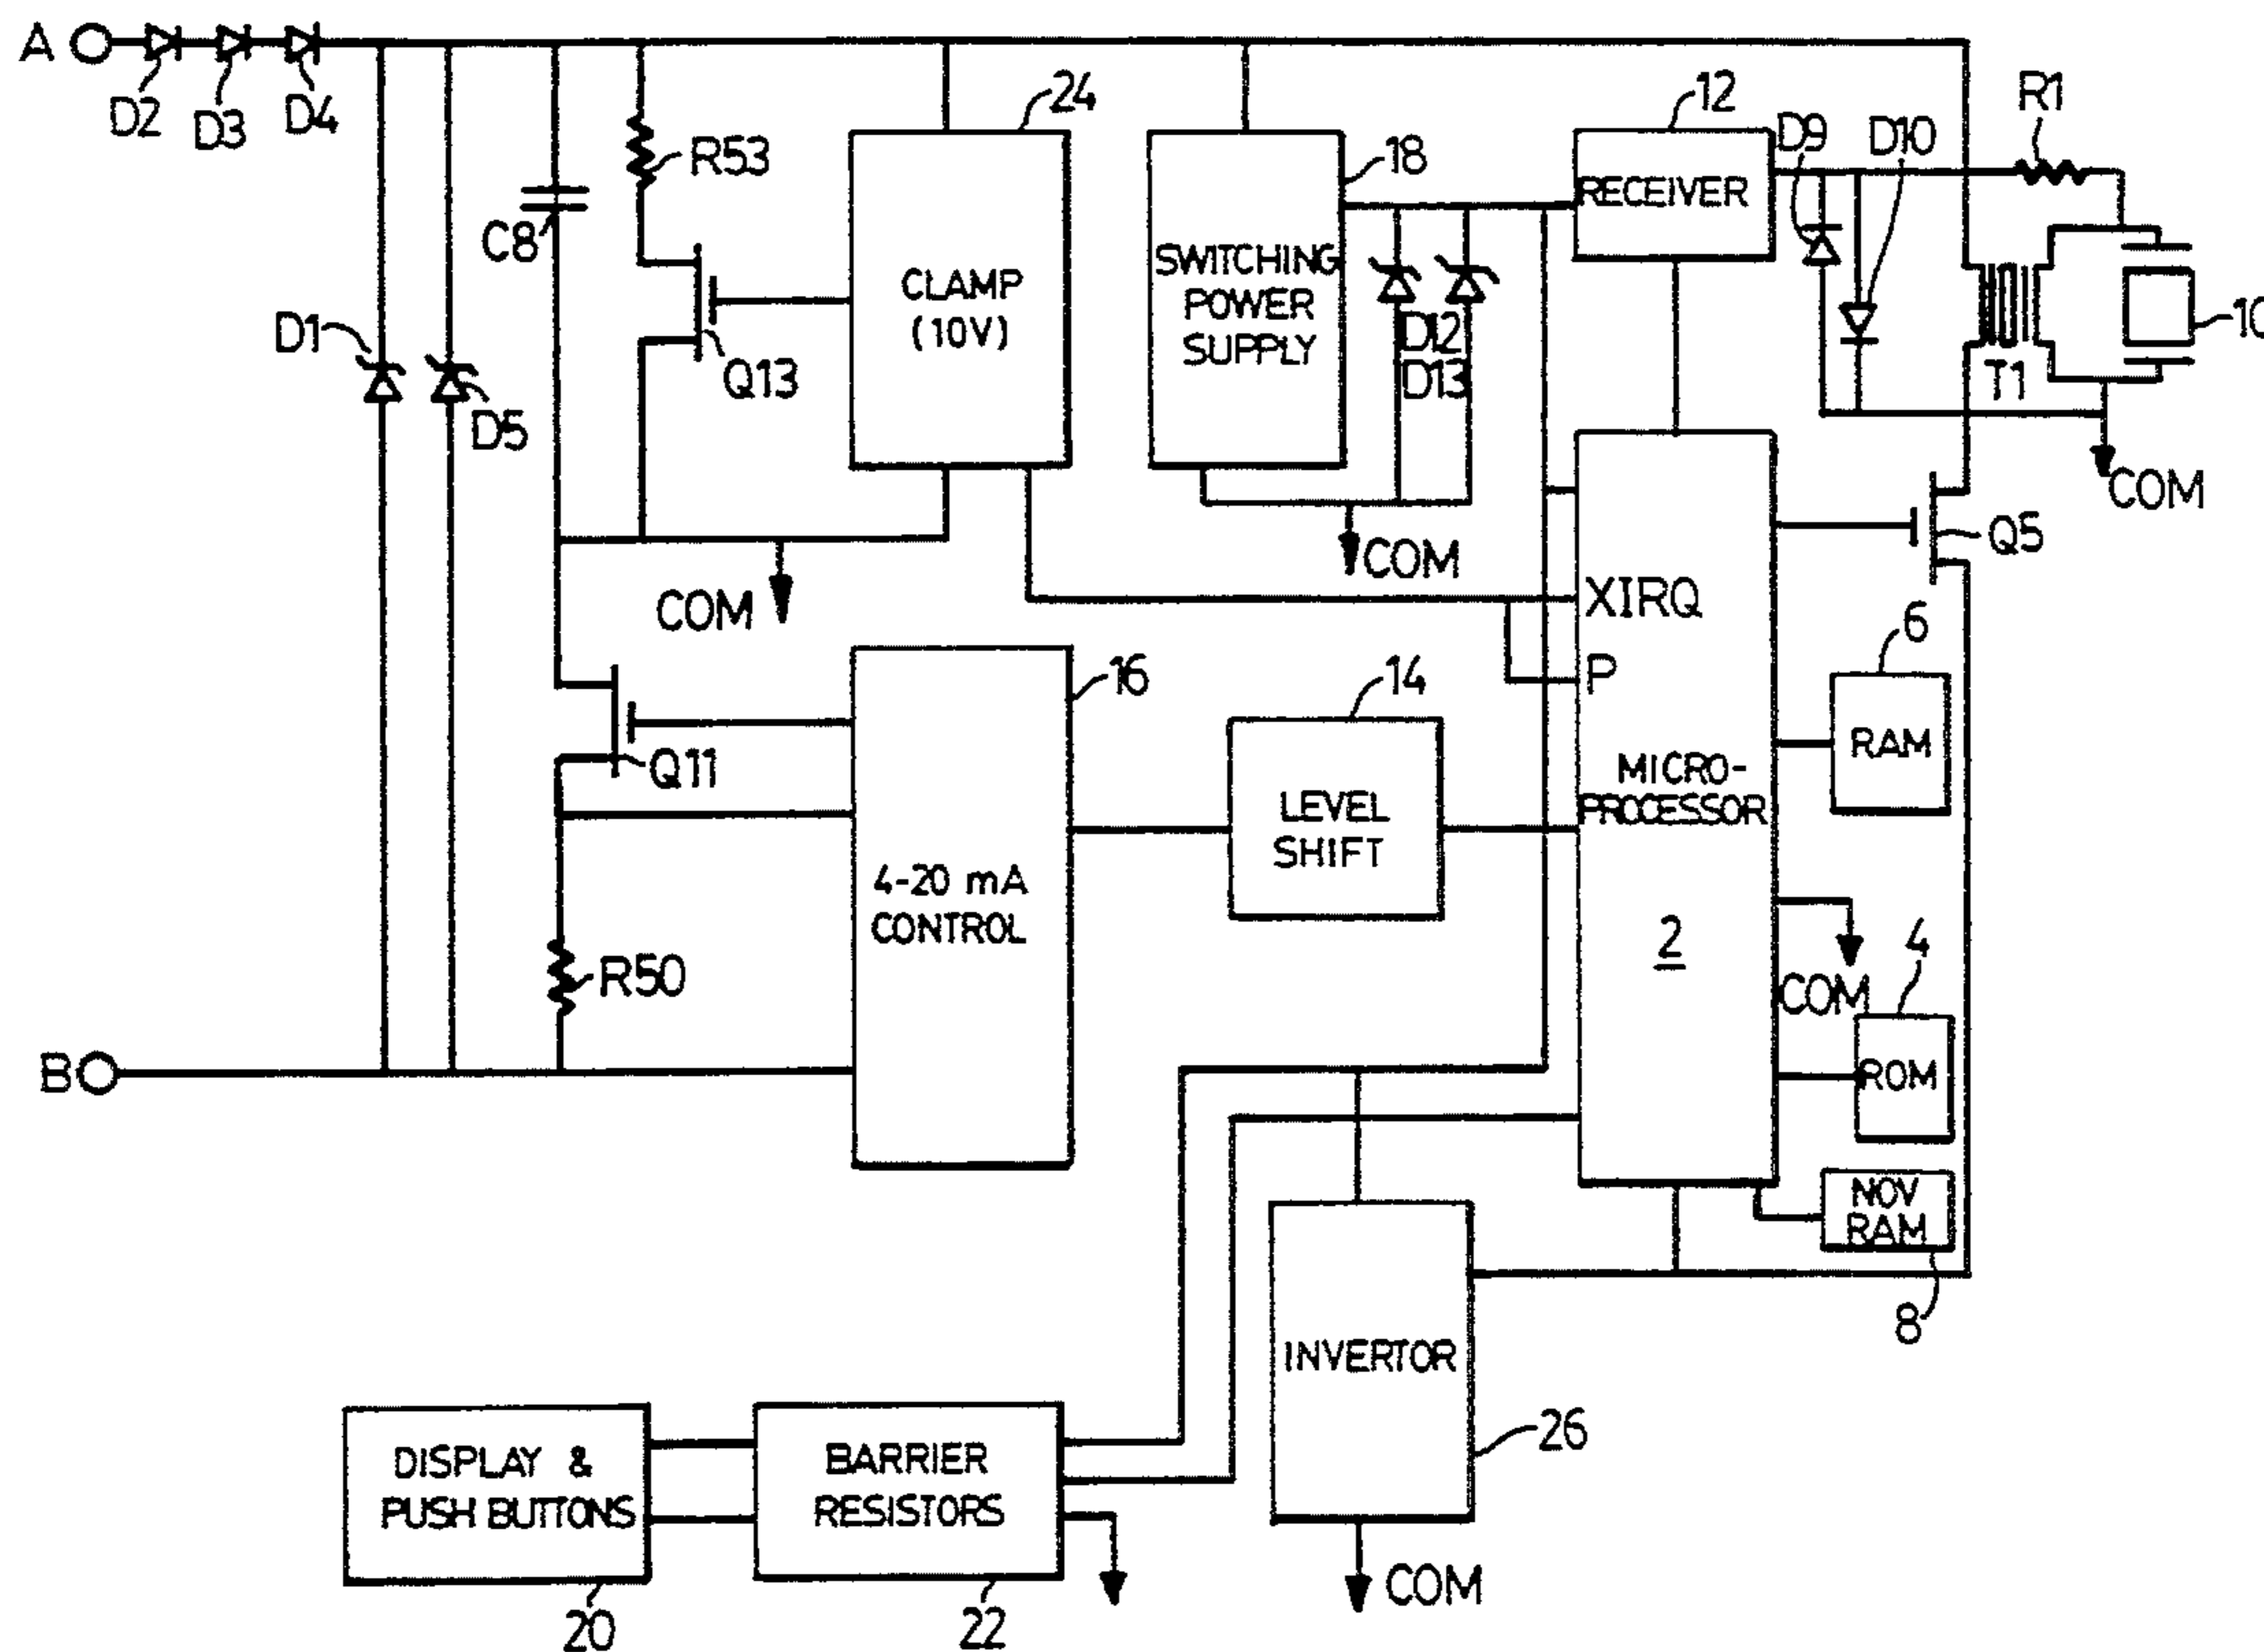 A
D2
D3
D4
24
12
R1
D9
D10
R53
18
RECEIVER
C8
CLAMP
(10V)
SWITCHING
POWER
SUPPLY
10
D1
D12
D13
Q13
T1
D5
COM
COM
COM
Q5
XIRQ
P
6
16
14
RAM
Q11
MICRO-
PROCESSOR
LEVEL
SHIFT
4-20 mA
CONTROL
2
4
COM
R50
ROM
B
NOV
RAM
8
INVERTOR
26
DISPLAY &
PUSH BUTTONS
BARRIER
RESISTORS
COM
20
22